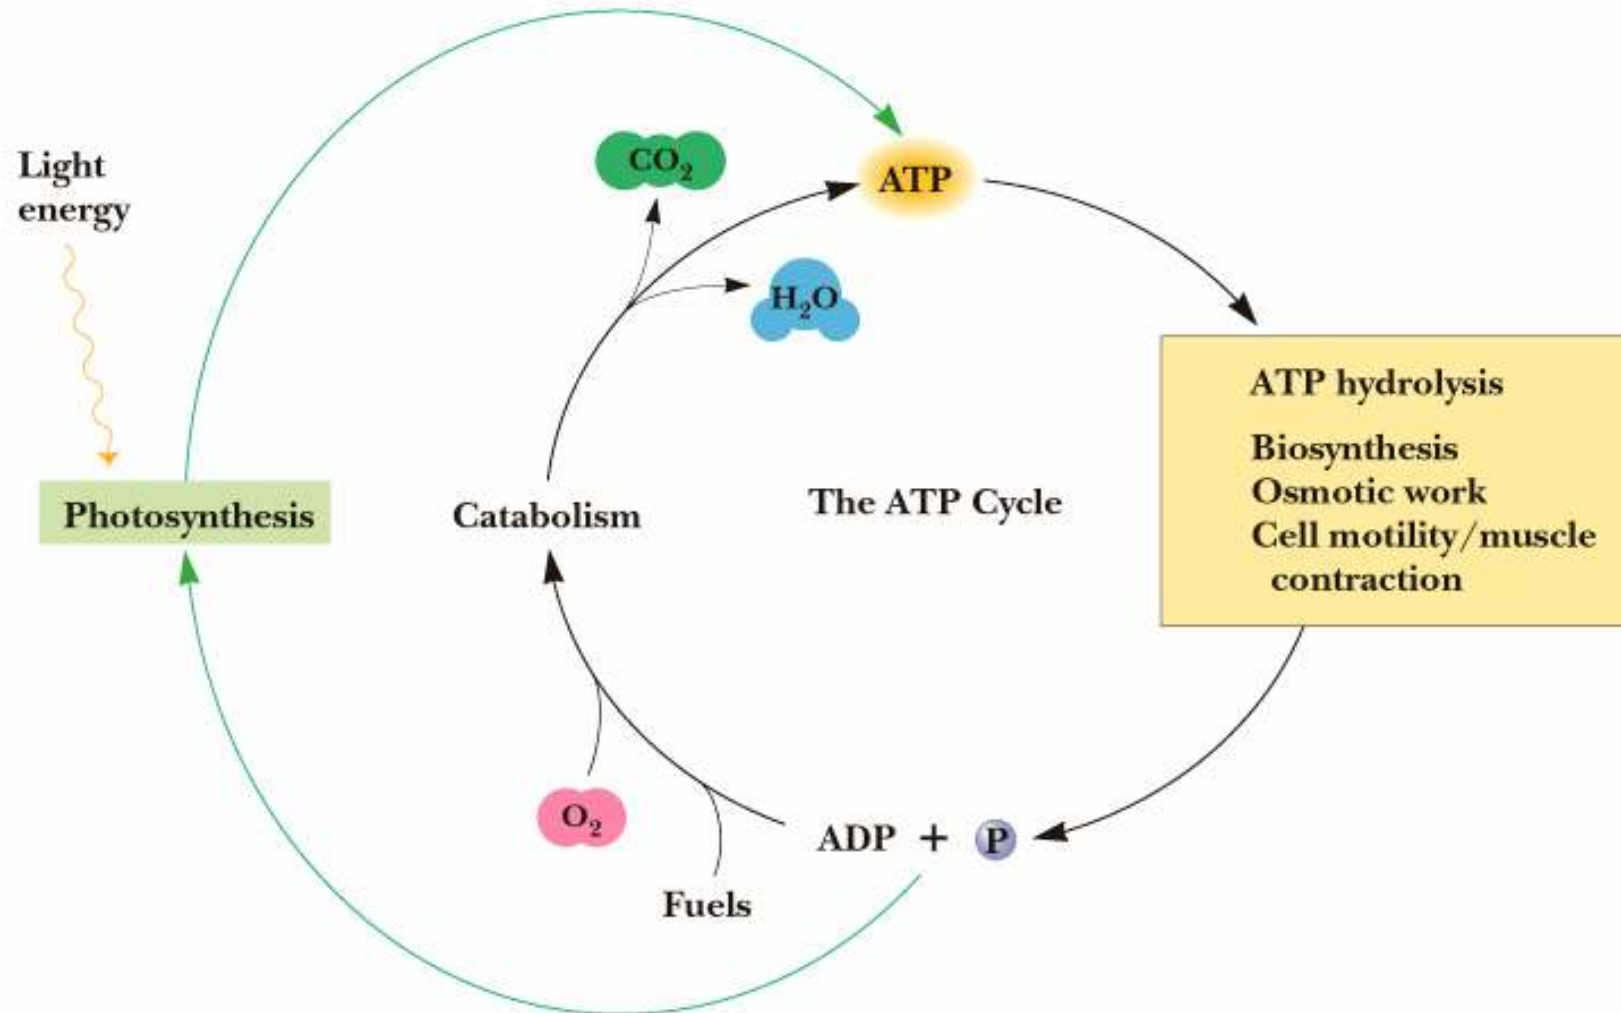 Light
energy
CO₂
ATP
H₂O
ATP hydrolysis
Biosynthesis
Osmotic work
Cell motility/muscle
contraction
Photosynthesis
Catabolism
The ATP Cycle
O₂
ADP + P
Fuels